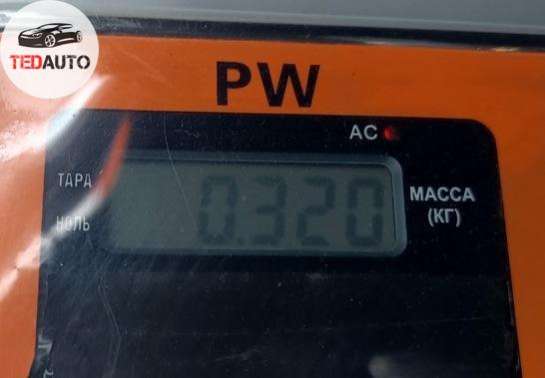 TEDAUTO
PW
AC
ТАРА
0.320
МАССА
(КГ)
НОЛЬ